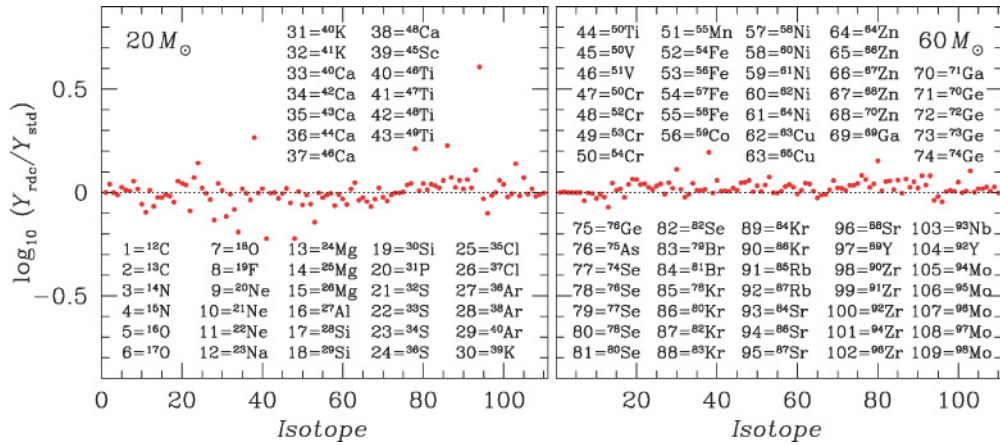 20 M⊙
31=⁴⁰K 38=⁴⁸Ca
32=⁴¹K 39=⁴⁵Sc
33=⁴⁰Ca 40=⁴⁶Ti
34=⁴²Ca 41=⁴⁷Ti
35=⁴³Ca 42=⁴⁸Ti
36=⁴⁴Ca 43=⁴⁹Ti
37=⁴⁶Ca
log₁₀ (Y_rdc/Y_std)
0.5
0
−0.5
1=¹²C 7=¹⁸O 13=²⁴Mg 19=³⁰Si 25=³⁵Cl
2=¹³C 8=¹⁹F 14=²⁵Mg 20=³¹P 26=³⁷Cl
3=¹⁴N 9=²⁰Ne 15=²⁶Mg 21=³²S 27=³⁶Ar
4=¹⁵N 10=²¹Ne 16=²⁷Al 22=³³S 28=³⁸Ar
5=¹⁶O 11=²²Ne 17=²⁸Si 23=³⁴S 29=⁴⁰Ar
6=¹⁷O 12=²³Na 18=²⁹Si 24=³⁶S 30=³⁹K
0 20 40 60 80 100
Isotope
60 M⊙
44=⁵⁰Ti 51=⁵⁵Mn 57=⁵⁸Ni 64=⁶⁴Zn
45=⁵⁰V 52=⁵⁴Fe 58=⁶⁰Ni 65=⁶⁶Zn
46=⁵¹V 53=⁵⁶Fe 59=⁶¹Ni 66=⁶⁷Zn 70=⁷¹Ga
47=⁵⁰Cr 54=⁵⁷Fe 60=⁶²Ni 67=⁶⁸Zn 71=⁷⁰Ge
48=⁵²Cr 55=⁵⁸Fe 61=⁶⁴Ni 68=⁷⁰Zn 72=⁷²Ge
49=⁵³Cr 56=⁵⁹Co 62=⁶³Cu 69=⁶⁹Ga 73=⁷³Ge
50=⁵⁴Cr 63=⁶⁵Cu 74=⁷⁴Ge
75=⁷⁶Ge 82=⁸²Se 89=⁸⁴Kr 96=⁸⁸Sr 103=⁹³Nb
76=⁷⁵As 83=⁷⁹Br 90=⁸⁶Kr 97=⁸⁹Y 104=⁹²Y
77=⁷⁴Se 84=⁸¹Br 91=⁸⁵Rb 98=⁹⁰Zr 105=⁹⁴Mo
78=⁷⁶Se 85=⁷⁸Kr 92=⁸⁷Rb 99=⁹¹Zr 106=⁹⁵Mo
79=⁷⁷Se 86=⁸⁰Kr 93=⁸⁴Sr 100=⁹²Zr 107=⁹⁶Mo
80=⁷⁸Se 87=⁸²Kr 94=⁸⁶Sr 101=⁹⁴Zr 108=⁹⁷Mo
81=⁸⁰Se 88=⁸³Kr 95=⁸⁷Sr 102=⁹⁶Zr 109=⁹⁸Mo
20 40 60 80 100
Isotope